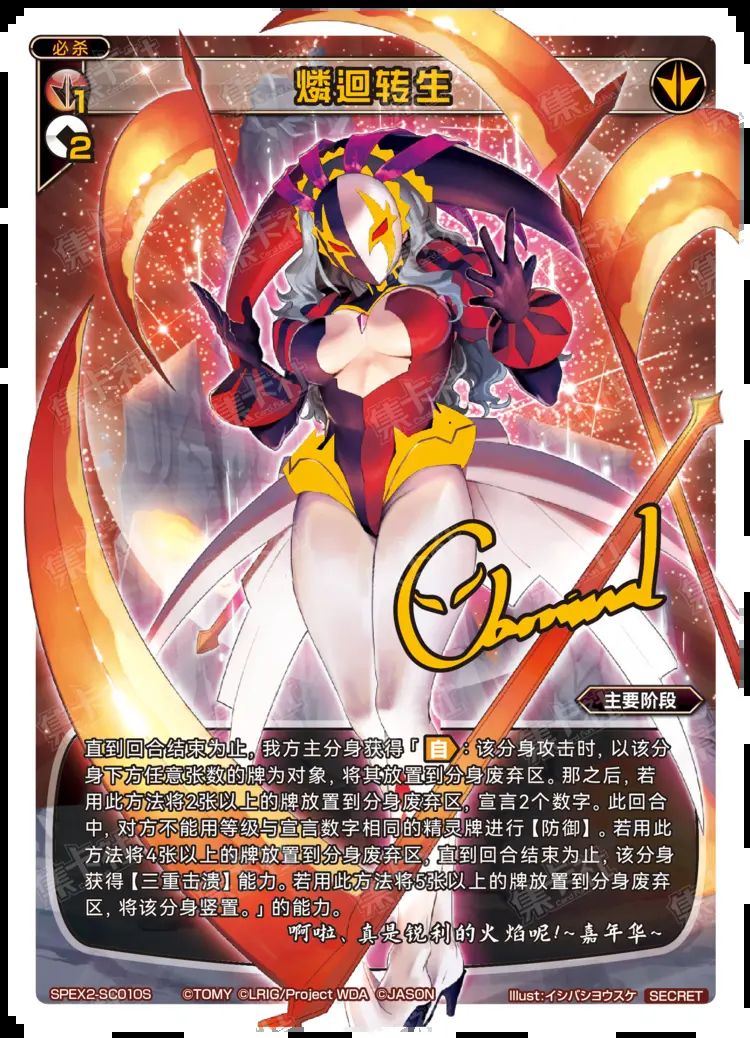 必杀
燐迴转生
1
2
Carnival
主要阶段
直到回合结束为止，我方主分身获得「自：该分身攻击时，以该分
身下方任意张数的牌为对象，将其放置到分身废弃区。那之后，若
用此方法将2张以上的牌放置到分身废弃区，宣言2个数字。此回合
中，对方不能用等级与宣言数字相同的精灵牌进行【防御】。若用此
方法将4张以上的牌放置到分身废弃区，直到回合结束为止，该分身
获得【三重击溃】能力。若用此方法将5张以上的牌放置到分身废弃
区，将该分身竖置。」的能力。
啊啦、真是锐利的火焰呢!~嘉年华~
SPEX2-SC010S ©TOMY ©LRIG/Project WDA ©JASON Illust:イシバシヨウスケ SECRET
集卡社